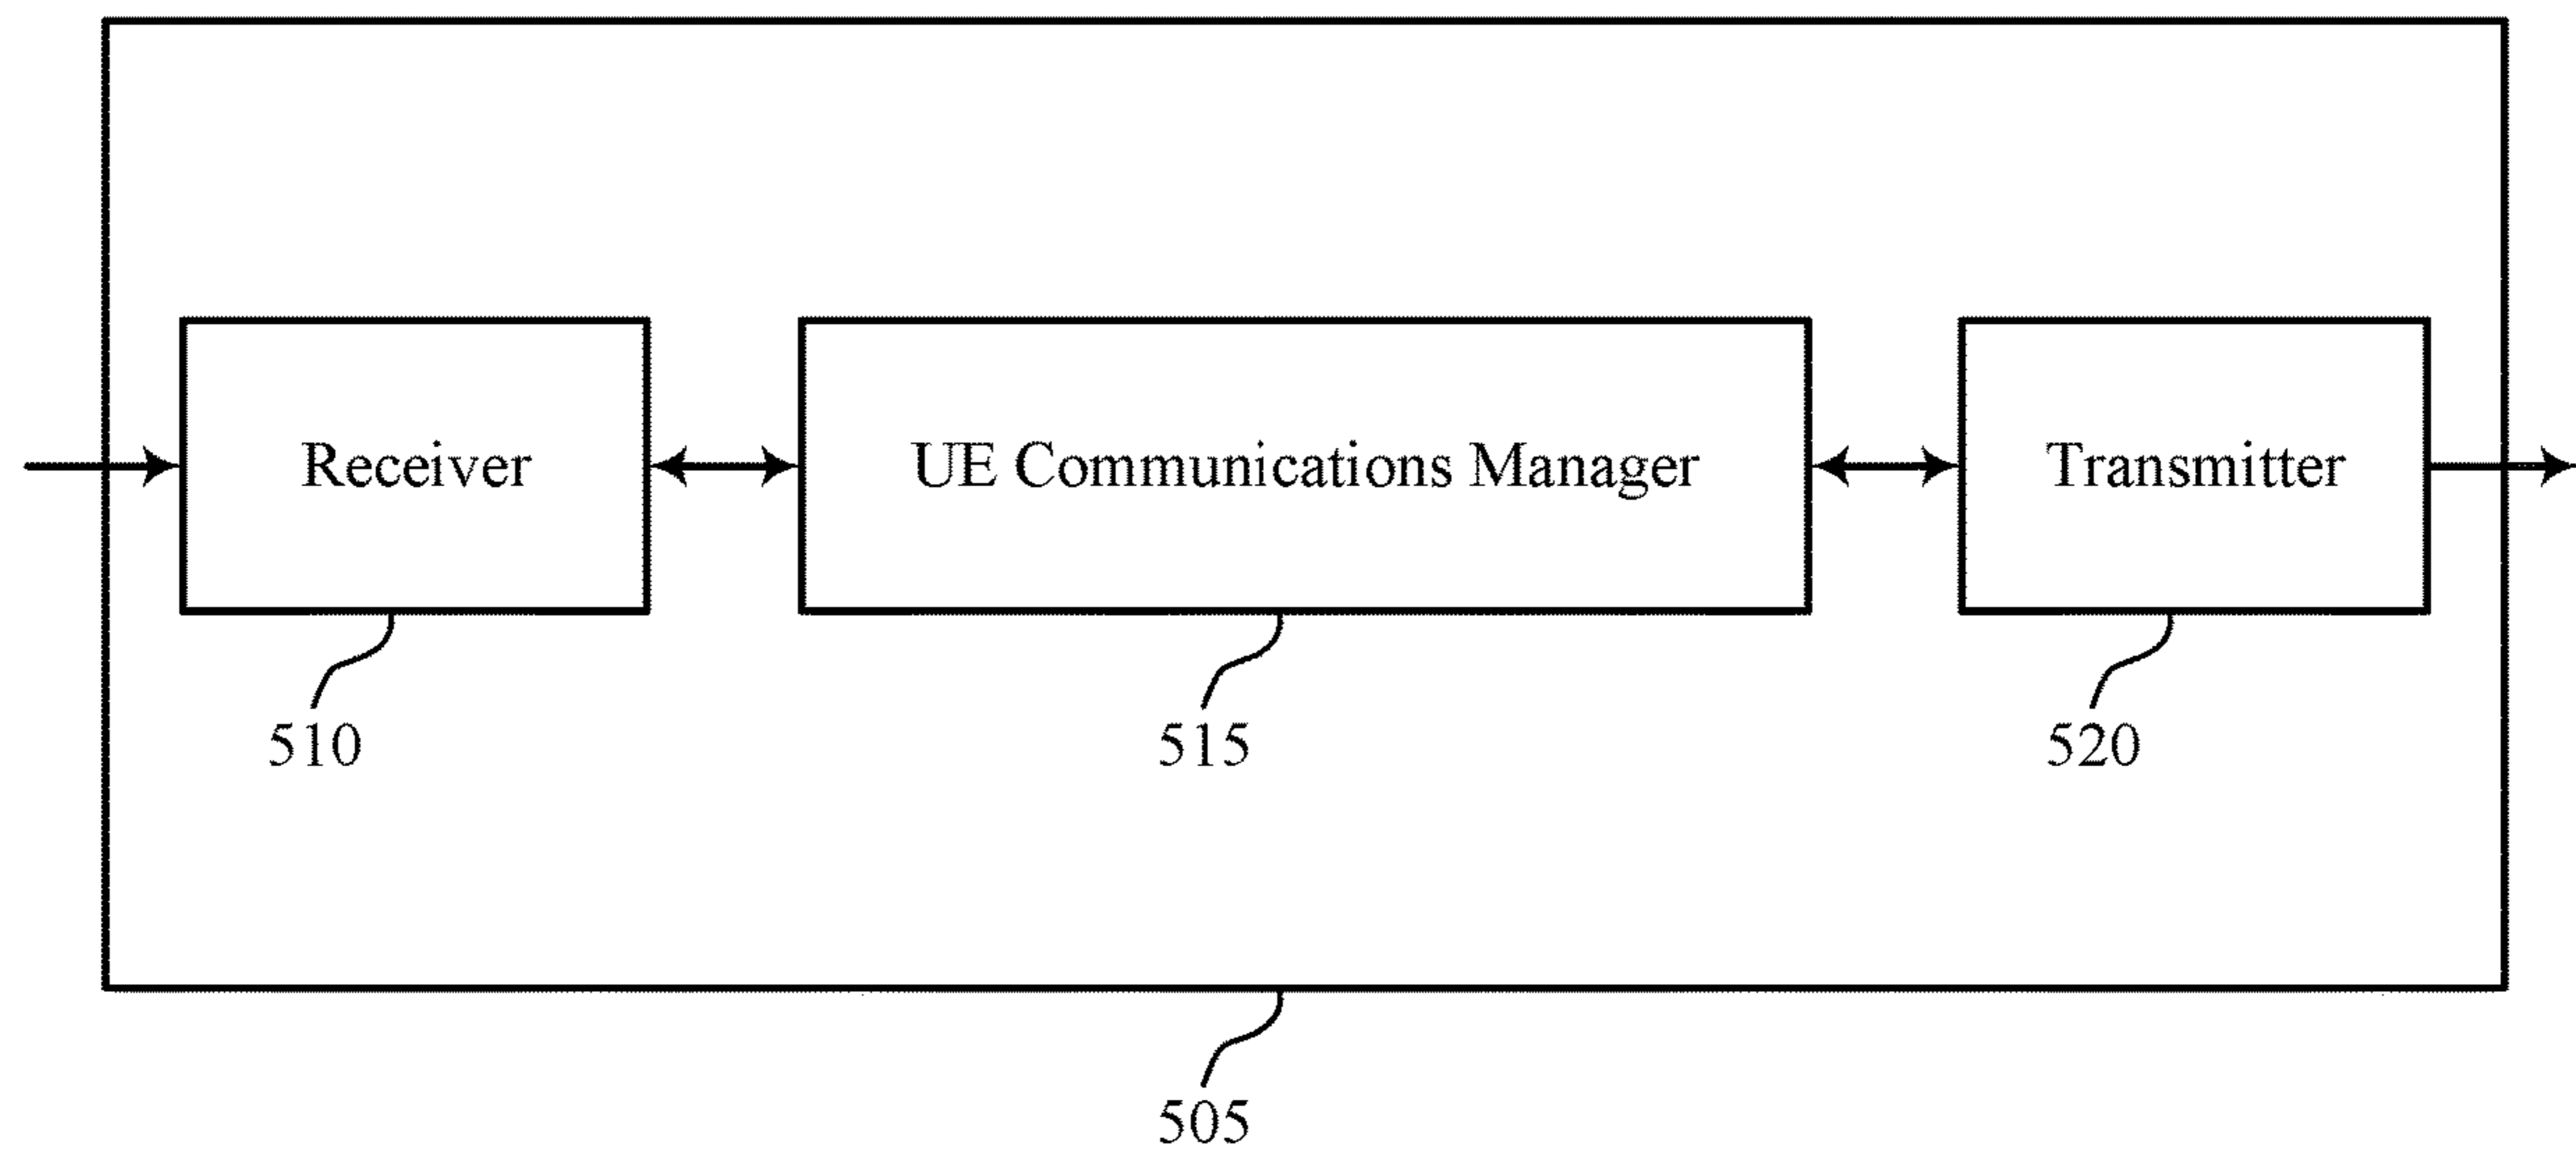 Receiver
UE Communications Manager
Transmitter
510
515
520
505